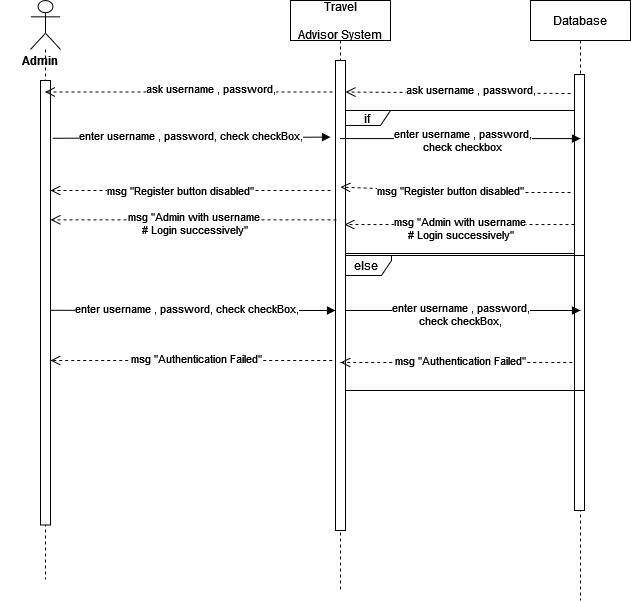 Travel
Advisor System
Database
Admin
ask username , password,
ask username , password,
if
enter username , password, check checkBox,
enter username , password,
check checkbox
msg "Register button disabled"
msg "Register button disabled"
msg "Admin with username
# Login successively"
msg "Admin with username
# Login successively"
else
enter username , password, check checkBox,
enter username , password,
check checkBox,
msg "Authentication Failed"
msg "Authentication Failed"